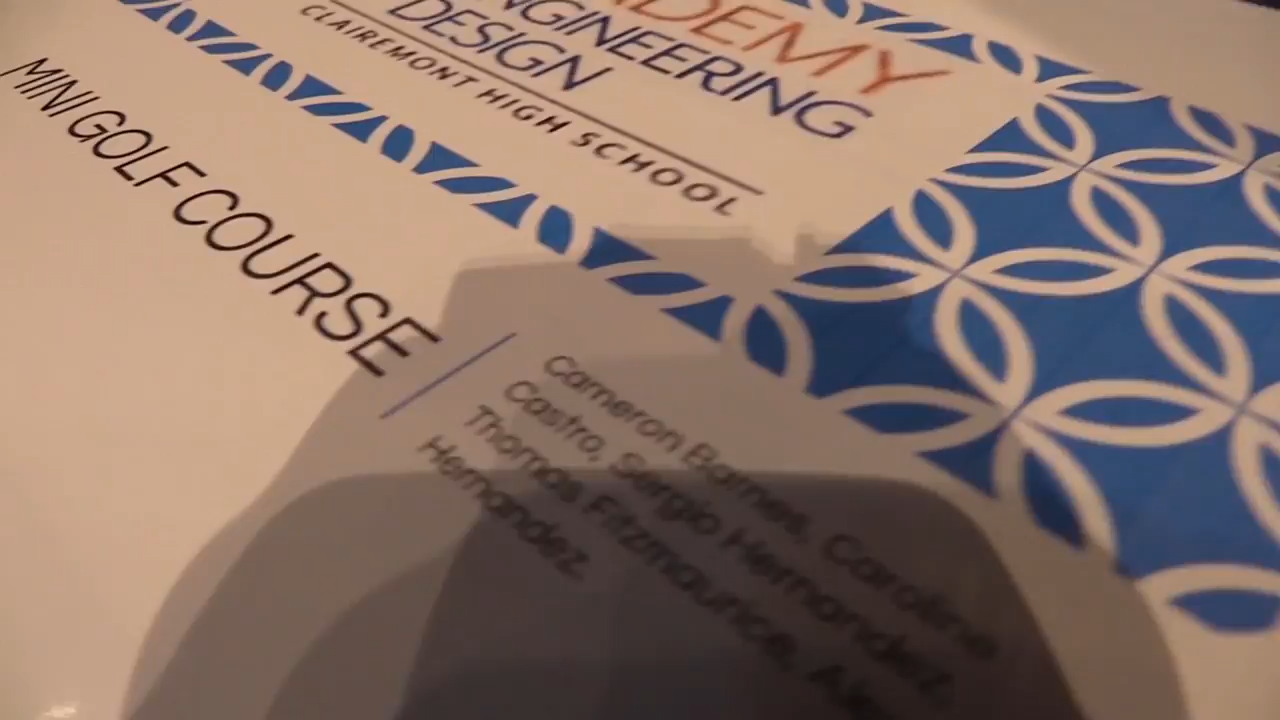 ENGINEERING
DESIGN
CLAIREMONT HIGH SCHOOL
MINI GOLF COURSE
Cameron Barnes, Caroline
Castro, Sergio Hernandez,
Thomas Fitzmaurice,
Hernandez